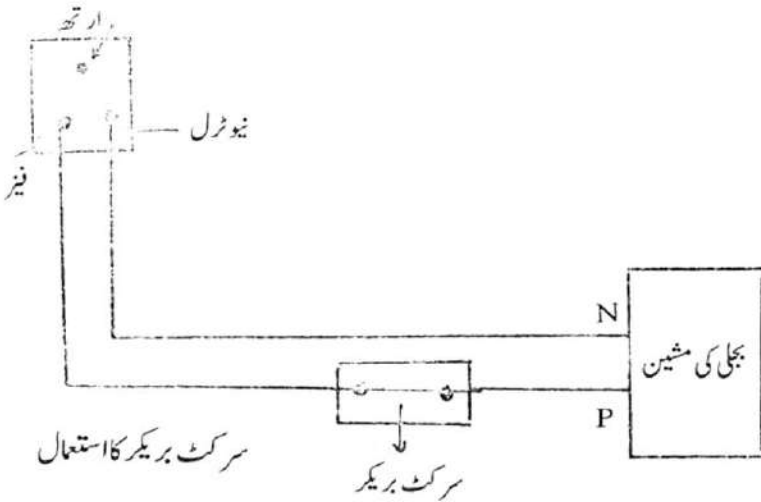 ارتھ
نیوٹرل
فیز
N
بجلی کی مشین
P
سرکٹ بریکر کا استعمال
سرکٹ بریکر